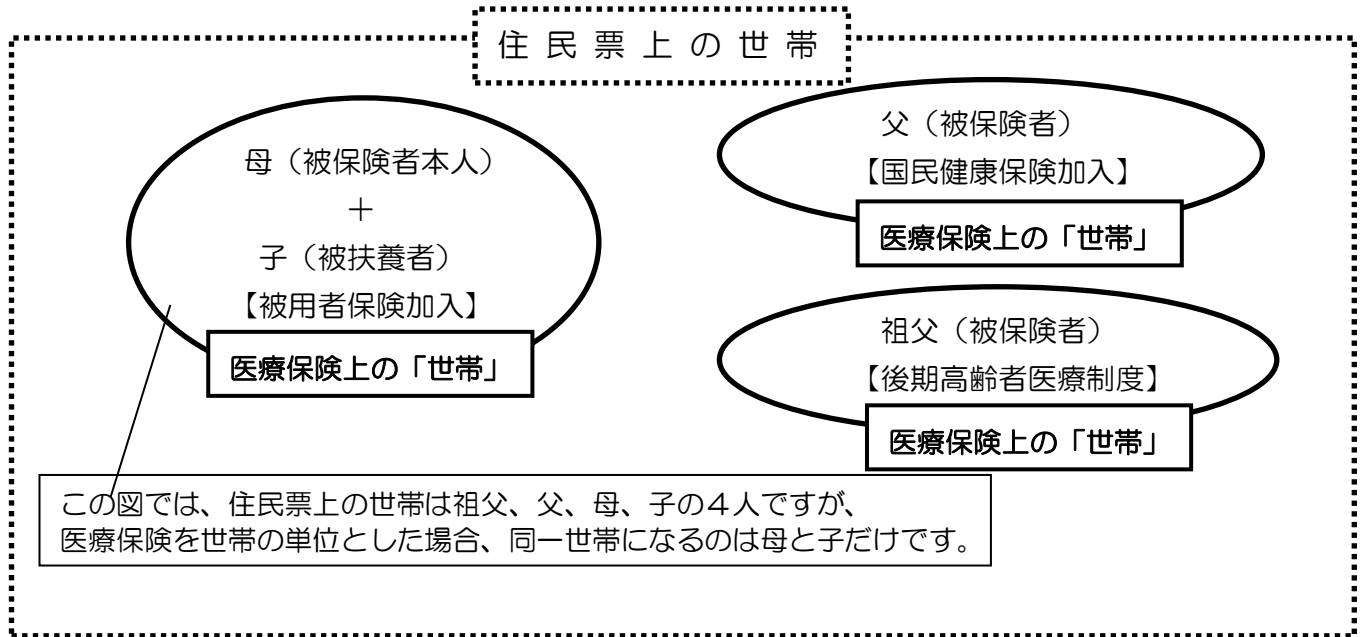 住民票上の世帯
母（被保険者本人）
＋
子（被扶養者）
【被用者保険加入】
医療保険上の「世帯」
父（被保険者）
【国民健康保険加入】
医療保険上の「世帯」
祖父（被保険者）
【後期高齢者医療制度】
医療保険上の「世帯」
この図では、住民票上の世帯は祖父、父、母、子の４人ですが、
医療保険を世帯の単位とした場合、同一世帯になるのは母と子だけです。